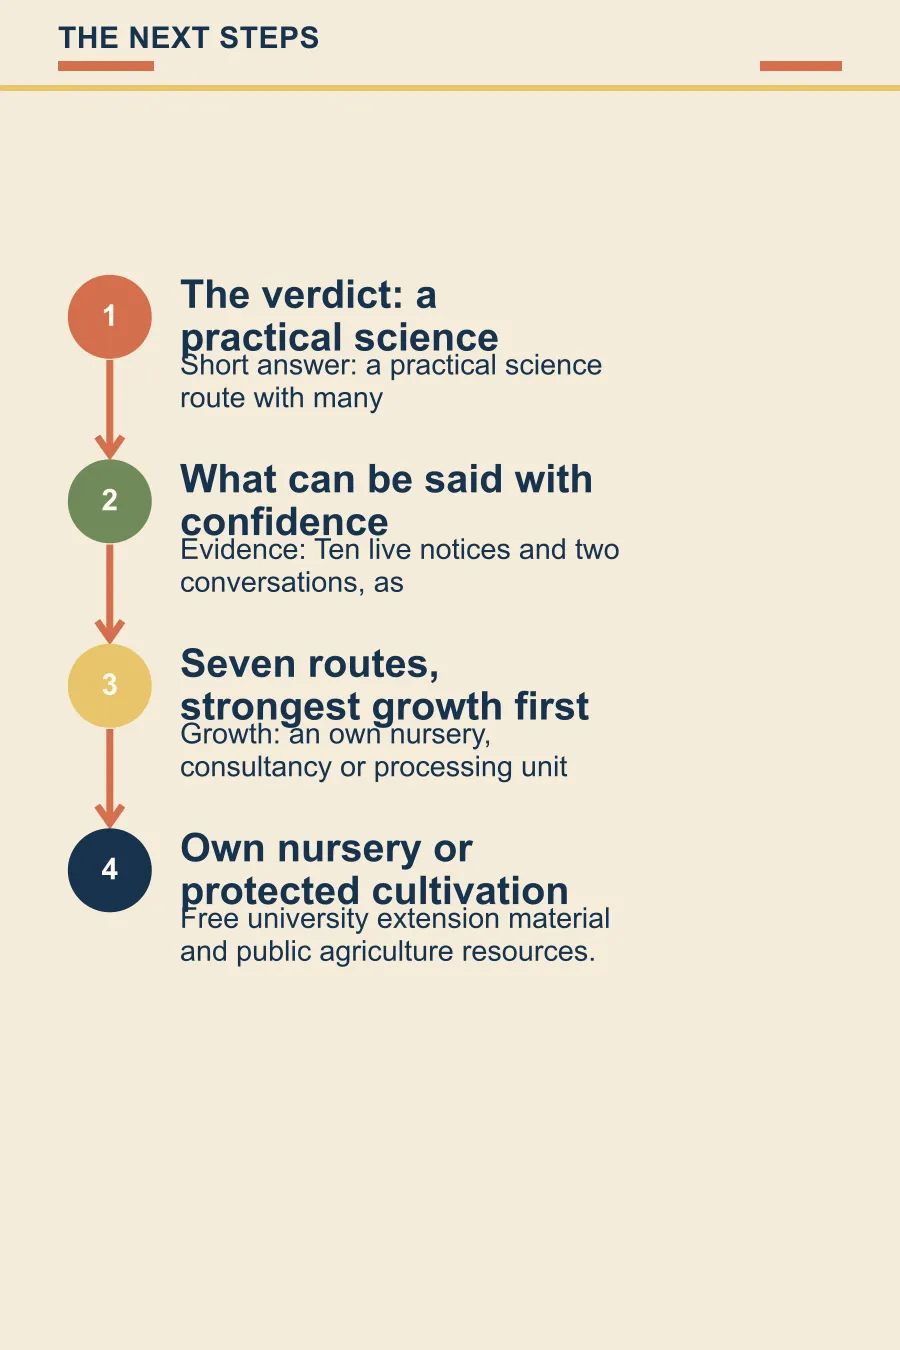 THE NEXT STEPS
1
The verdict: a
practical science
Short answer: a practical science
route with many
2
What can be said with
confidence
Evidence: Ten live notices and two
conversations, as
3
Seven routes,
strongest growth first
Growth: an own nursery,
consultancy or processing unit
4
Own nursery or
protected cultivation
Free university extension material
and public agriculture resources.